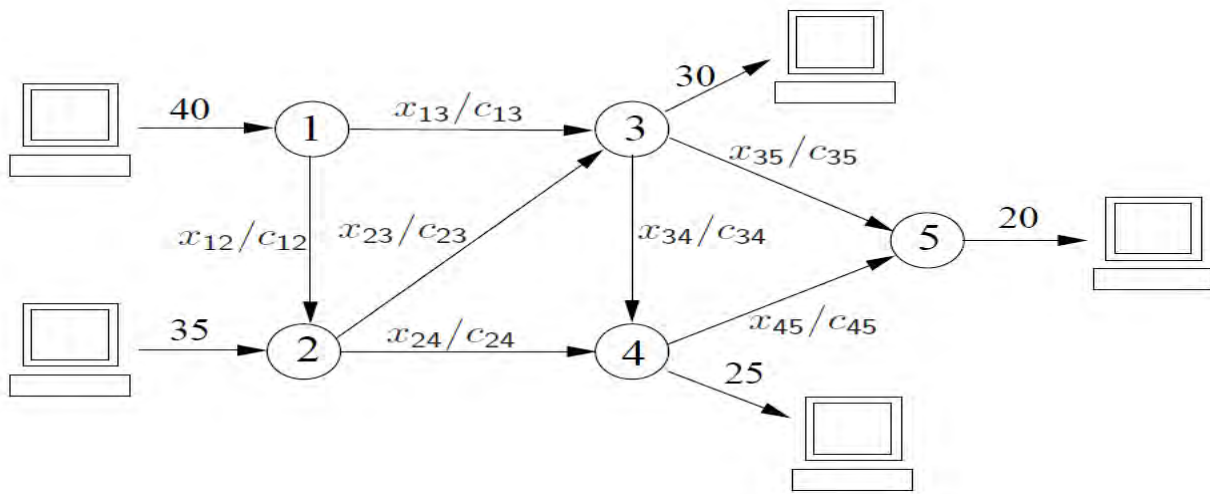 30
40
1
x₁₃/c₁₃
3
x₃₅/c₃₅
x₁₂/c₁₂
x₂₃/c₂₃
x₃₄/c₃₄
5
20
35
2
x₂₄/c₂₄
4
x₄₅/c₄₅
25